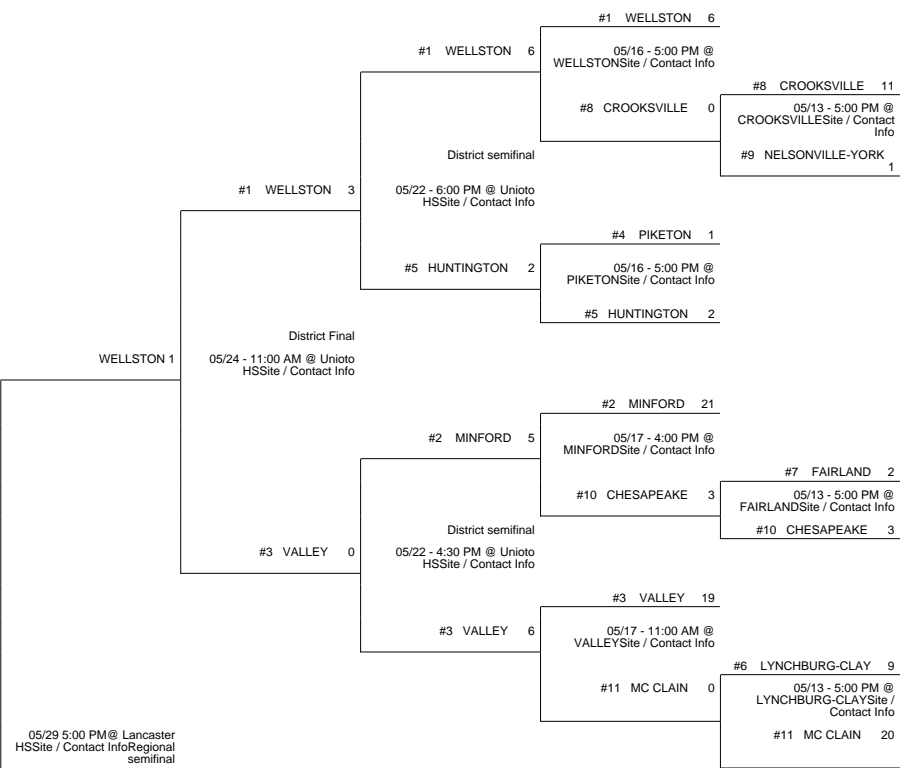 #1 WELLSTON 6
#1 WELLSTON 6
05/16 - 5:00 PM @
WELLSTONSite / Contact Info
#8 CROOKSVILLE 11
#8 CROOKSVILLE 0
05/13 - 5:00 PM @
CROOKSVILLESite / Contact
Info
District semifinal
#9 NELSONVILLE-YORK
1
#1 WELLSTON 3
05/22 - 6:00 PM @ Unioto
HSSite / Contact Info
#4 PIKETON 1
#5 HUNTINGTON 2
05/16 - 5:00 PM @
PIKETONSite / Contact Info
#5 HUNTINGTON 2
District Final
WELLSTON 1
05/24 - 11:00 AM @ Unioto
HSSite / Contact Info
#2 MINFORD 21
#2 MINFORD 5
05/17 - 4:00 PM @
MINFORDSite / Contact Info
#7 FAIRLAND 2
#10 CHESAPEAKE 3
05/13 - 5:00 PM @
FAIRLANDSite / Contact Info
District semifinal
#10 CHESAPEAKE 3
#3 VALLEY 0
05/22 - 4:30 PM @ Unioto
HSSite / Contact Info
#3 VALLEY 19
#3 VALLEY 6
05/17 - 11:00 AM @
VALLEYSite / Contact Info
#6 LYNCHBURG-CLAY 9
#11 MC CLAIN 0
05/13 - 5:00 PM @
LYNCHBURG-CLAYSite /
Contact Info
#11 MC CLAIN 20
05/29 5:00 PM@ Lancaster
HSSite / Contact InfoRegional
semifinal